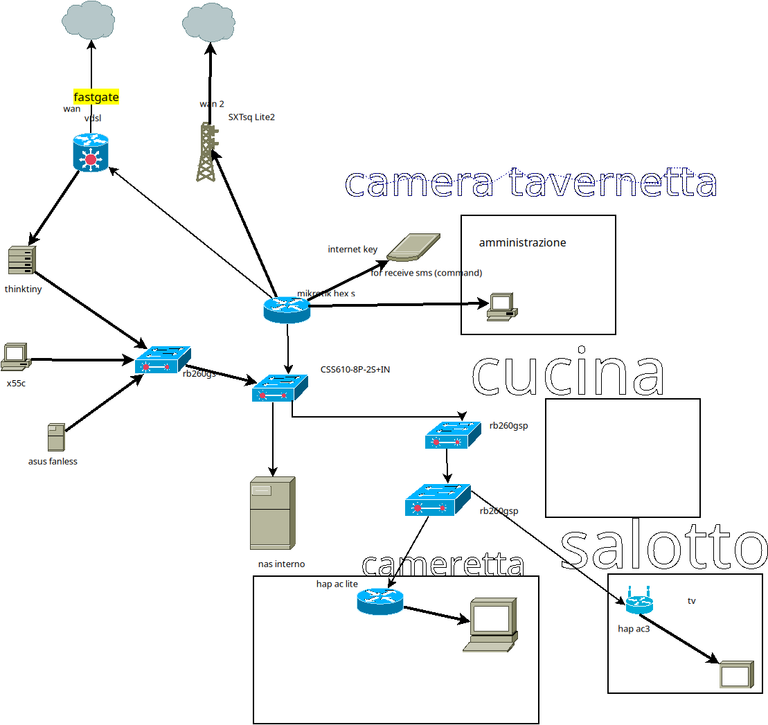 fastgate
wan
vdsl
wan 2
SXTsq Lite2
camera tavernetta
internet key
for receive sms (command)
amministrazione
thinktiny
mikrotik hex s
x55c
rb260gs
CSS610-8P-2S+IN
cucina
asus fanless
rb260gsp
rb260gsp
salotto
nas interno
cameretta
hap ac lite
tv
hap ac3